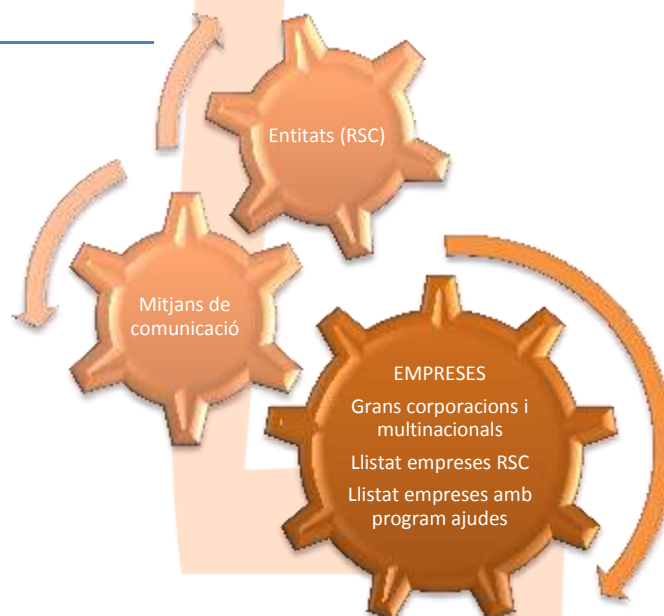 Entitats (RSC)
Mitjans de
comunicació
EMPRESES
Grans corporacions i
multinacionals
Llistat empreses RSC
Llistat empreses amb
program ajudes